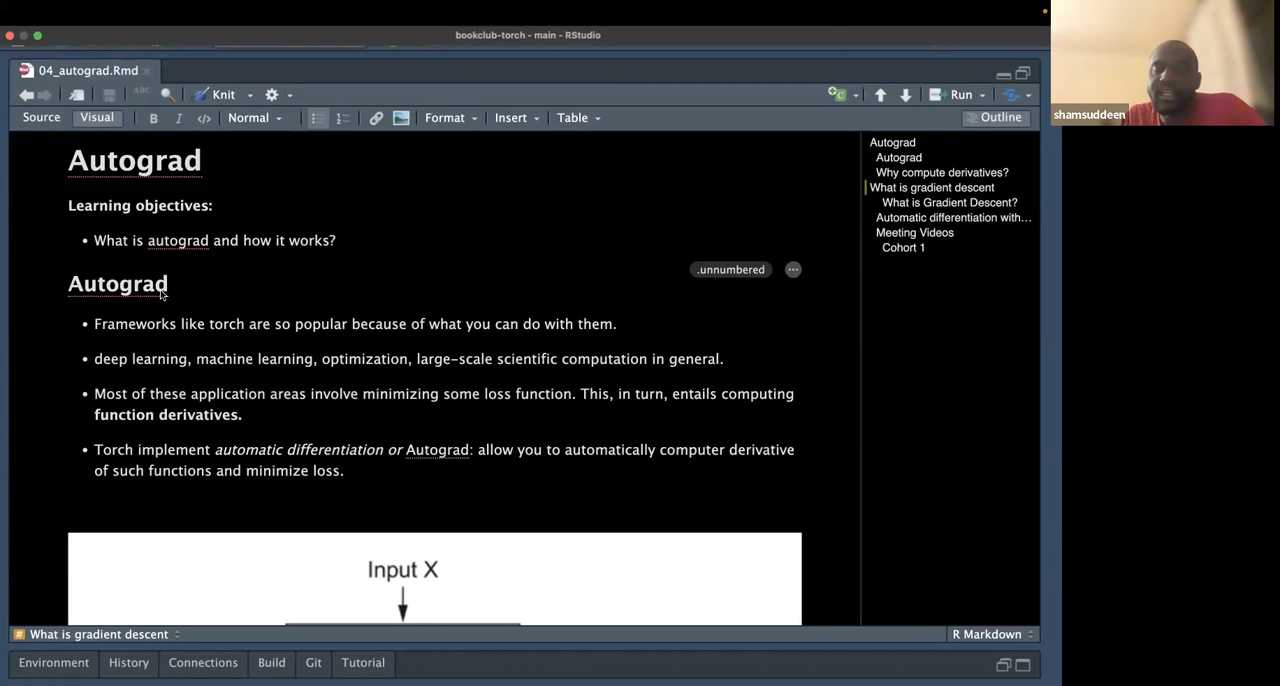 bookclub-torch - main - RStudio
04_autograd.Rmd
ABC
Knit
Run
Source Visual B I </> Normal Format Insert Table Outline
Autograd
Learning objectives:
• What is autograd and how it works?
.unnumbered
Autograd
• Frameworks like torch are so popular because of what you can do with them.
• deep learning, machine learning, optimization, large-scale scientific computation in general.
• Most of these application areas involve minimizing some loss function. This, in turn, entails computing
function derivatives.
• Torch implement automatic differentiation or Autograd: allow you to automatically computer derivative
of such functions and minimize loss.
Input X
Autograd
Autograd
Why compute derivatives?
What is gradient descent
What is Gradient Descent?
Automatic differentiation with...
Meeting Videos
Cohort 1
# What is gradient descent
R Markdown
Environment History Connections Build Git Tutorial
shamsuddeen